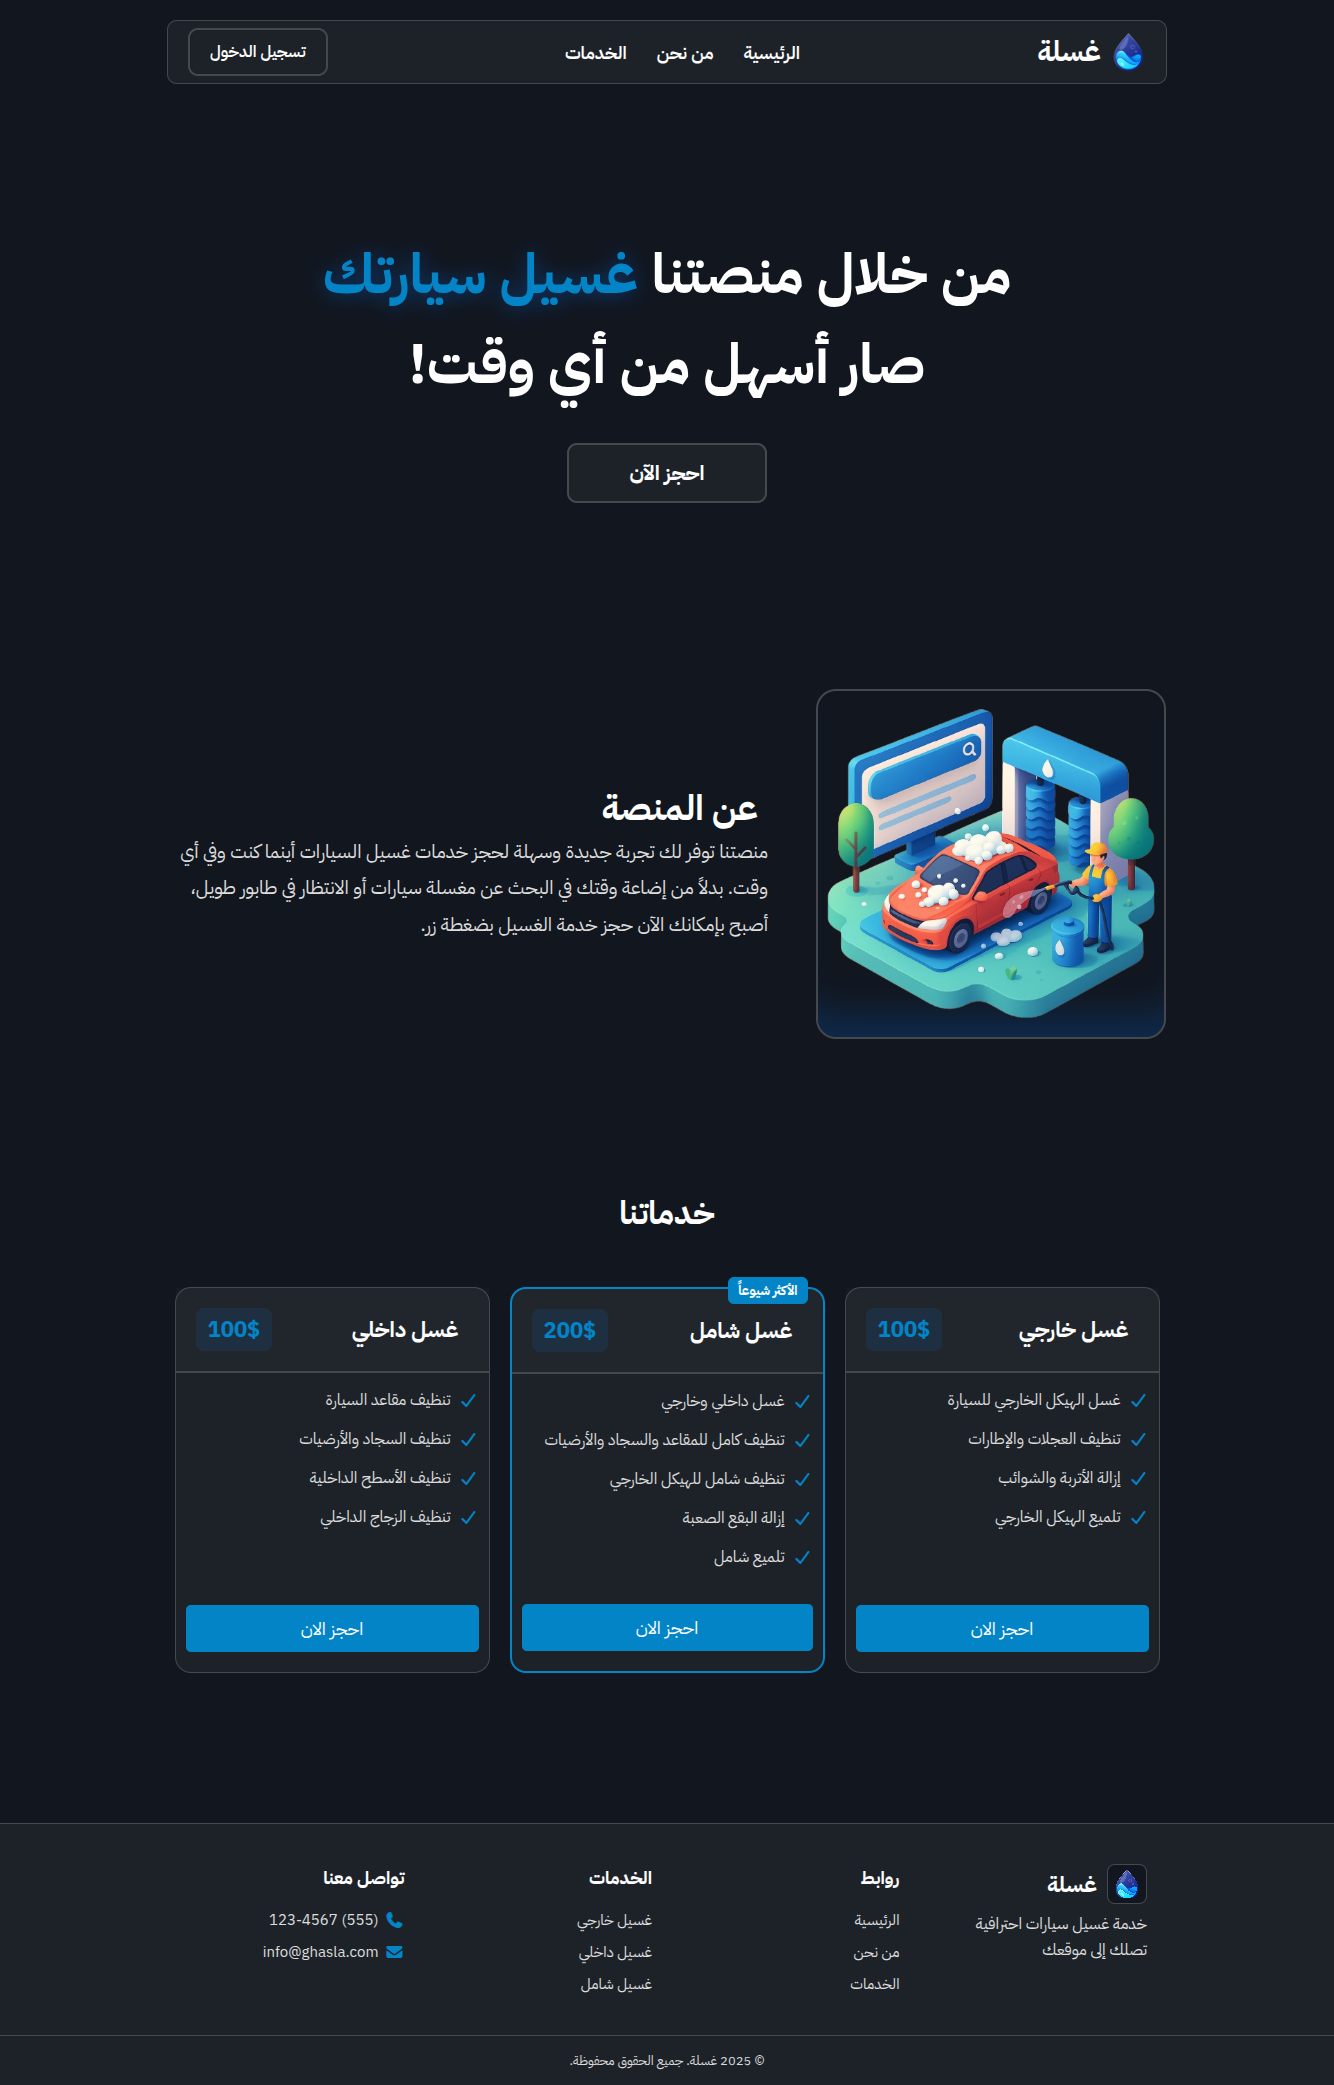 غسلة
الرئيسية
من نحن
الخدمات
تسجيل الدخول
من خلال منصتنا غسيل سيارتك
صار أسهل من أي وقت!
احجز الآن
عن المنصة
منصتنا توفر لك تجربة جديدة وسهلة لحجز خدمات غسيل السيارات أينما كنت وفي أي
وقت. بدلاً من إضاعة وقتك في البحث عن مغسلة سيارات أو الانتظار في طابور طويل،
أصبح بإمكانك الآن حجز خدمة الغسيل بضغطة زر.
خدماتنا
غسل خارجي
100$
غسل الهيكل الخارجي للسيارة
تنظيف العجلات والإطارات
إزالة الأتربة والشوائب
تلميع الهيكل الخارجي
احجز الان
الأكثر شيوعاً
غسل شامل
200$
غسل داخلي وخارجي
تنظيف كامل للمقاعد والسجاد والأرضيات
تنظيف شامل للهيكل الخارجي
إزالة البقع الصعبة
تلميع شامل
احجز الان
غسل داخلي
100$
تنظيف مقاعد السيارة
تنظيف السجاد والأرضيات
تنظيف الأسطح الداخلية
تنظيف الزجاج الداخلي
احجز الان
غسلة
خدمة غسيل سيارات احترافية
تصلك إلى موقعك
روابط
الرئيسية
من نحن
الخدمات
الخدمات
غسيل خارجي
غسيل داخلي
غسيل شامل
تواصل معنا
123-4567 (555)
info@ghasla.com
© 2025 غسلة. جميع الحقوق محفوظة.